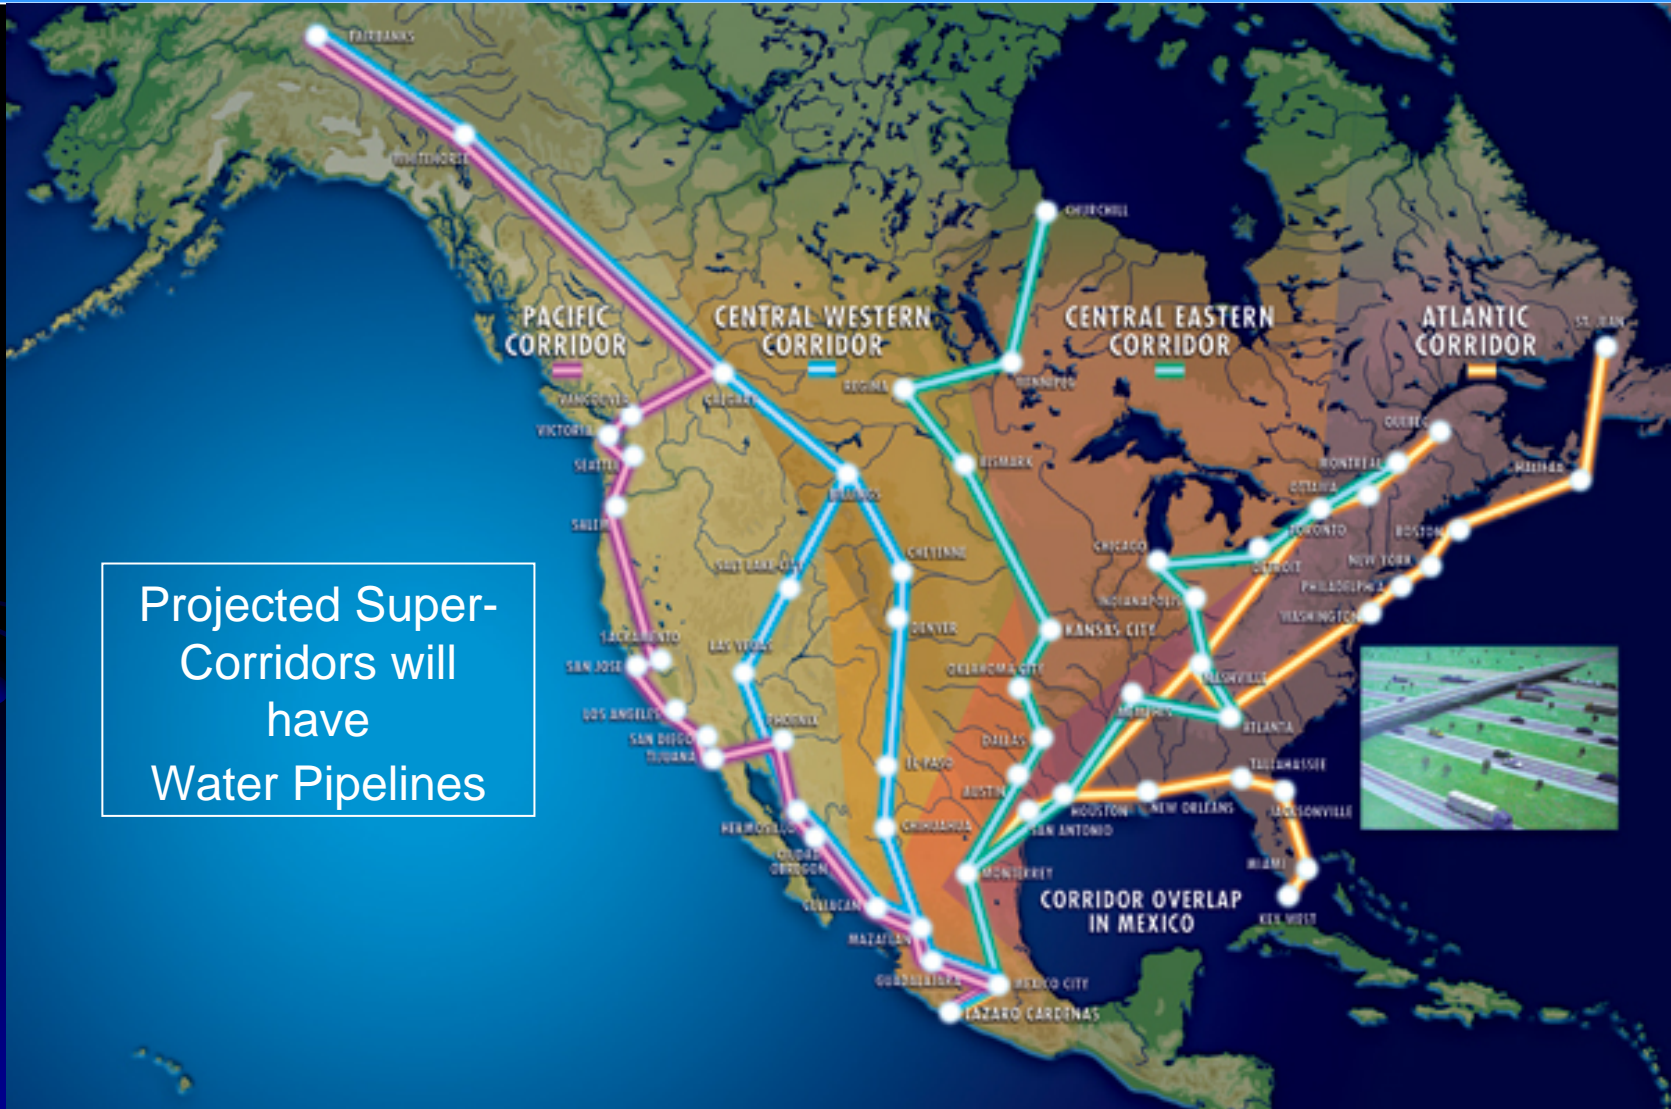 FAIRBANKS
WHITEHORSE
CHURCHILL
PACIFIC
CORRIDOR
CENTRAL WESTERN
CORRIDOR
CENTRAL EASTERN
CORRIDOR
ATLANTIC
CORRIDOR
REGINA
WINNIPEG
VANCOUVER
CALGARY
VICTORIA
QUEBEC
SEATTLE
BISMARK
MONTREAL
HALIFAX
BILLINGS
OTTAWA
SALEM
TORONTO
BOSTON
CHICAGO
CHEYENNE
NEW YORK
SALT LAKE CITY
DETROIT
PHILADELPHIA
INDIANAPOLIS
WASHINGTON
Projected Super-
Corridors will
have
Water Pipelines
DENVER
KANSAS CITY
SACRAMENTO
LAS VEGAS
SAN JOSE
OKLAHOMA CITY
NASHVILLE
LOS ANGELES
PHOENIX
MEMPHIS
ATLANTA
SAN DIEGO
DALLAS
TIJUANA
EL PASO
TALLAHASSEE
AUSTIN
HOUSTON
NEW ORLEANS
JACKSONVILLE
HERMOSILLO
CHIHUAHUA
SAN ANTONIO
CIUDAD
OBREGON
MIAMI
MONTERREY
CULIACAN
CORRIDOR OVERLAP
IN MEXICO
KEY WEST
MAZATLAN
GUADALAJARA
MEXICO CITY
LAZARO CARDENAS